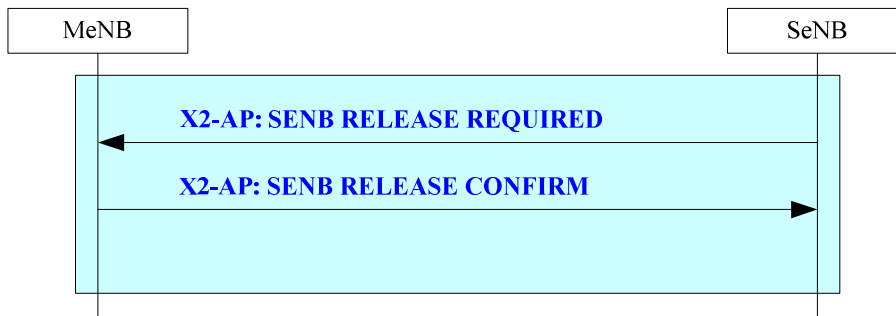 MeNB
SeNB
X2-AP: SENB RELEASE REQUIRED
X2-AP: SENB RELEASE CONFIRM